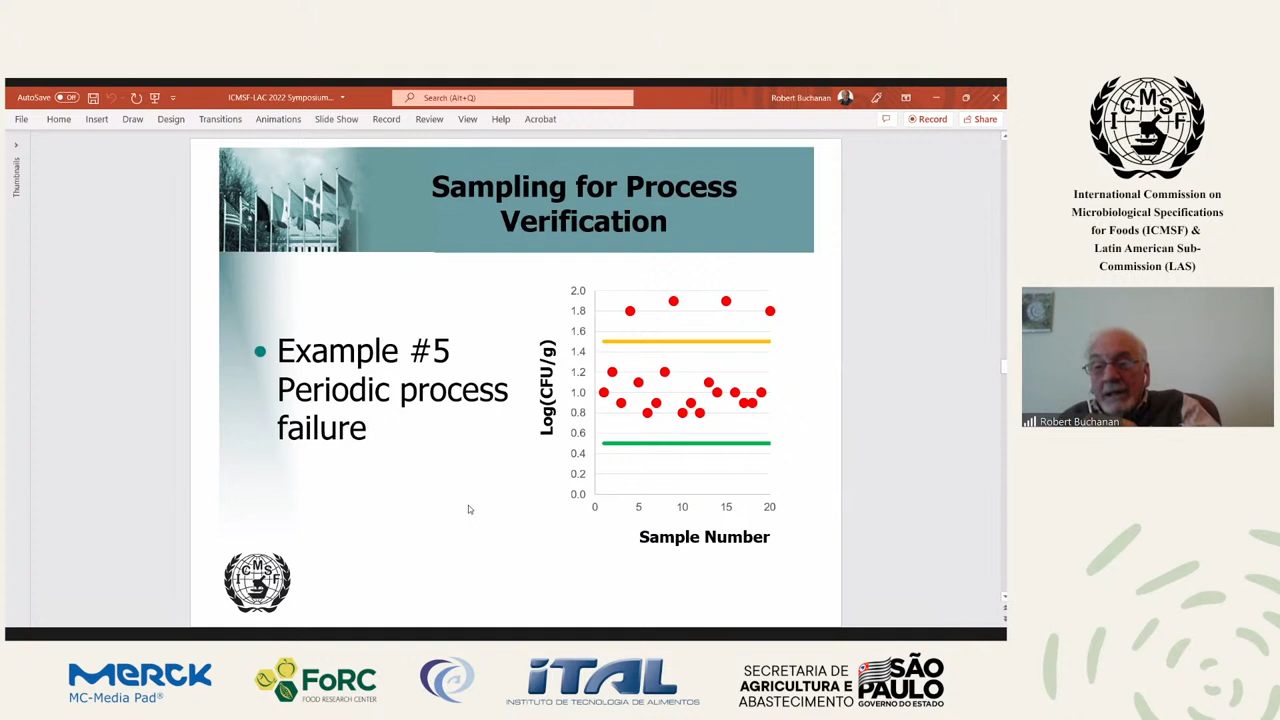 AutoSave Off
ICMSF-LAC 2022 Symposium...
Search (Alt+Q)
Robert Buchanan
File Home Insert Draw Design Transitions Animations Slide Show Record Review View Help Acrobat
Record Share
Thumbnails
Sampling for Process
Verification
• Example #5
Periodic process
failure
Log(CFU/g)
2.0
1.8
1.6
1.4
1.2
1.0
0.8
0.6
0.4
0.2
0.0
0 5 10 15 20
Sample Number
ICMSF
ICMSF
International Commission on
Microbiological Specifications
for Foods (ICMSF) &
Latin American Sub-
Commission (LAS)
Robert Buchanan
MERCK
MC-Media Pad®
FoRC
FOOD RESEARCH CENTER
iTAL
INSTITUTO DE TECNOLOGIA DE ALIMENTOS
SECRETARIA DE
AGRICULTURA E
ABASTECIMENTO
SÃO
PAULO
GOVERNO DO ESTADO